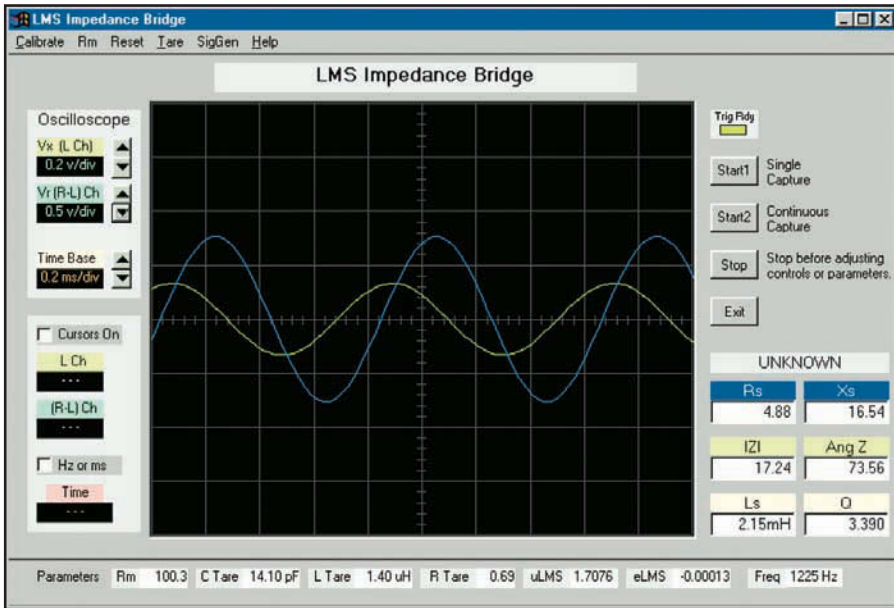 LMS Impedance Bridge
Calibrate Rm Reset Tare SigGen Help
LMS Impedance Bridge
Oscilloscope
Vx (L Ch)
0.2 v/div
Vr (R-L) Ch
0.5 v/div
Time Base
0.2 ms/div
Cursors On
L Ch
---
(R-L) Ch
---
Hz or ms
Time
---
Trig Rdy
Start1 Single Capture
Start2 Continuous Capture
Stop Stop before adjusting controls or parameters.
Exit
UNKNOWN
Rs Xs
4.88 16.54
IZI Ang Z
17.24 73.56
Ls Q
2.15mH 3.390
Parameters Rm 100.3 C Tare 14.10 pF L Tare 1.40 uH R Tare 0.69 uLMS 1.7076 eLMS -0.00013 Freq 1225 Hz